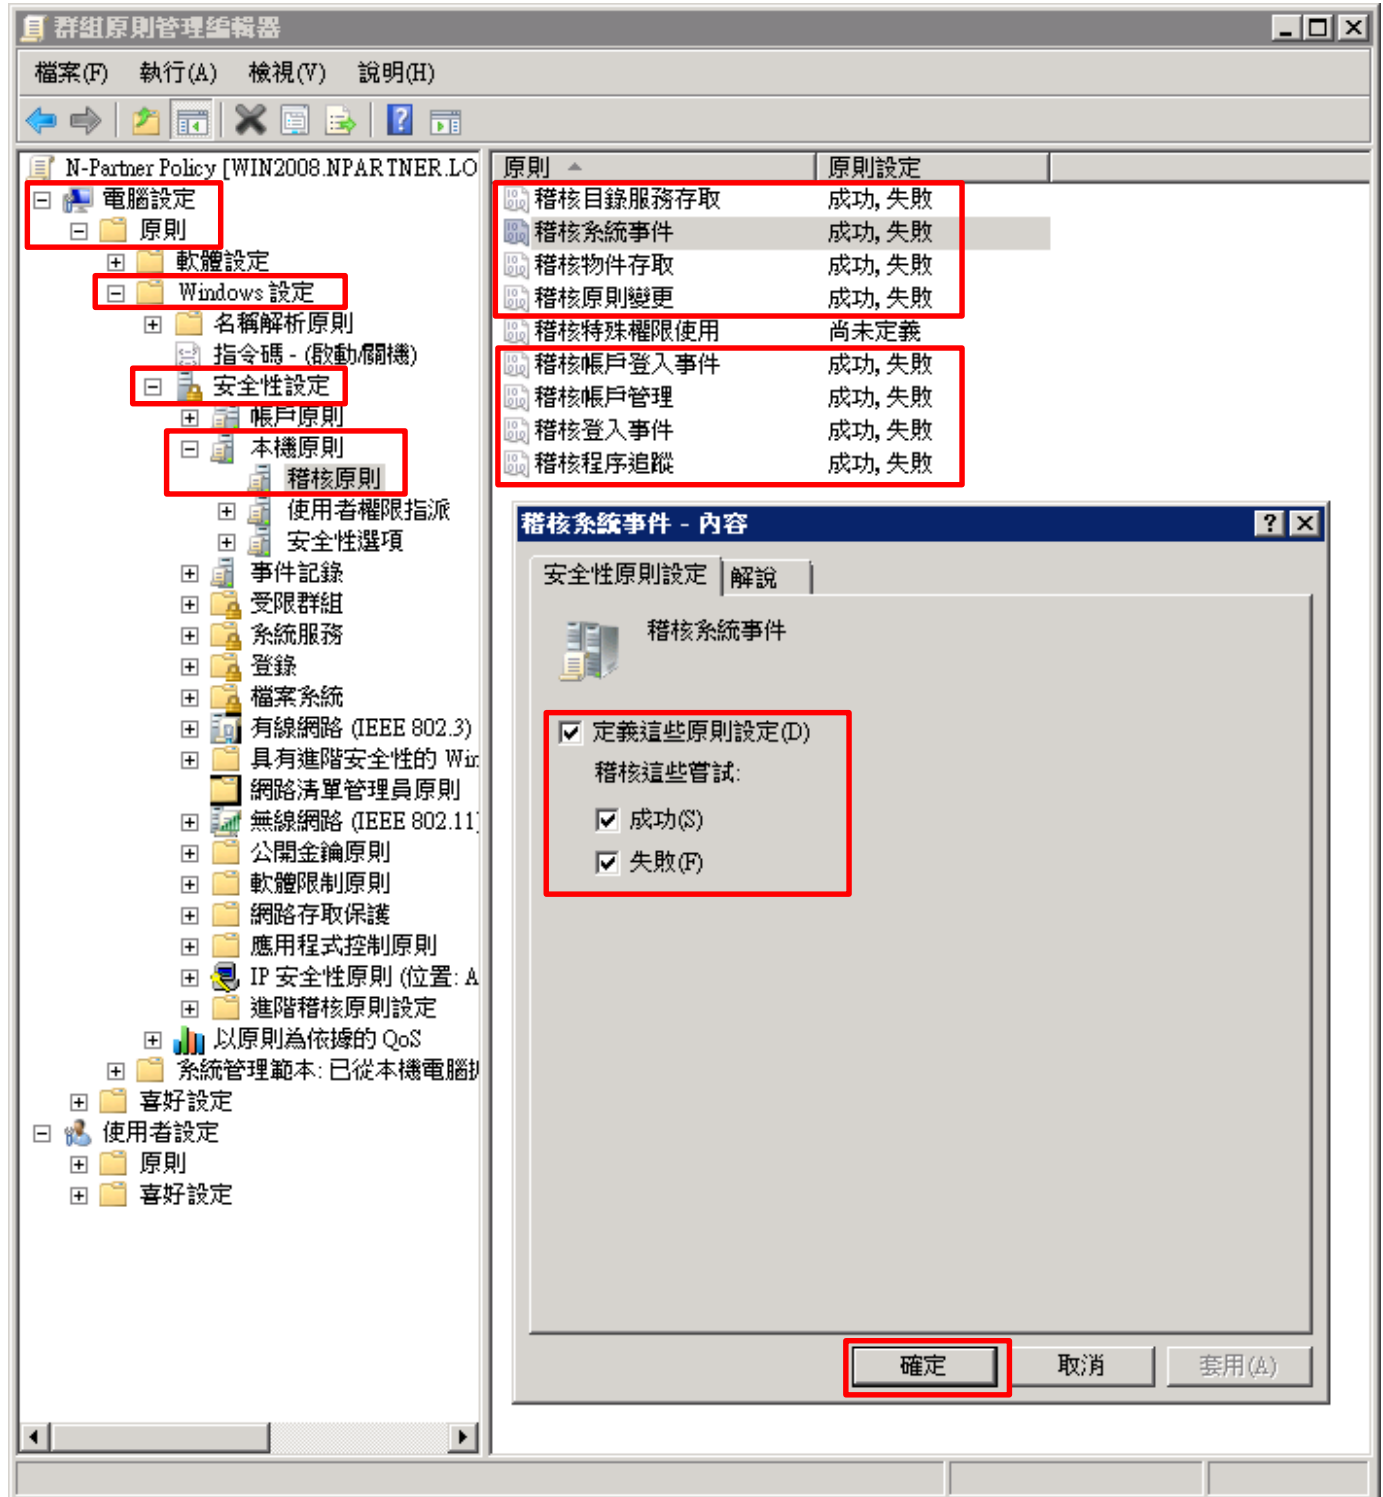 群組原則管理編輯器
檔案(F) 執行(A) 檢視(V) 說明(H)
N-Partner Policy [WIN2008.NPARTNER.LO
電腦設定
原則
軟體設定
Windows 設定
名稱解析原則
指令碼 - (啟動/關機)
安全性設定
帳戶原則
本機原則
稽核原則
使用者權限指派
安全性選項
事件記錄
受限群組
系統服務
登錄
檔案系統
有線網路 (IEEE 802.3)
具有進階安全性的 Win
網路清單管理員原則
無線網路 (IEEE 802.11)
公開金鑰原則
軟體限制原則
網路存取保護
應用程式控制原則
IP 安全性原則 (位置: A
進階稽核原則設定
以原則為依據的 QoS
系統管理範本: 已從本機電腦
喜好設定
使用者設定
原則
喜好設定
原則 原則設定
稽核目錄服務存取 成功, 失敗
稽核系統事件 成功, 失敗
稽核物件存取 成功, 失敗
稽核原則變更 成功, 失敗
稽核特殊權限使用 尚未定義
稽核帳戶登入事件 成功, 失敗
稽核帳戶管理 成功, 失敗
稽核登入事件 成功, 失敗
稽核程序追蹤 成功, 失敗
稽核系統事件 - 內容
安全性原則設定 解說
稽核系統事件
定義這些原則設定(D)
稽核這些嘗試:
成功(S)
失敗(F)
確定 取消 套用(A)